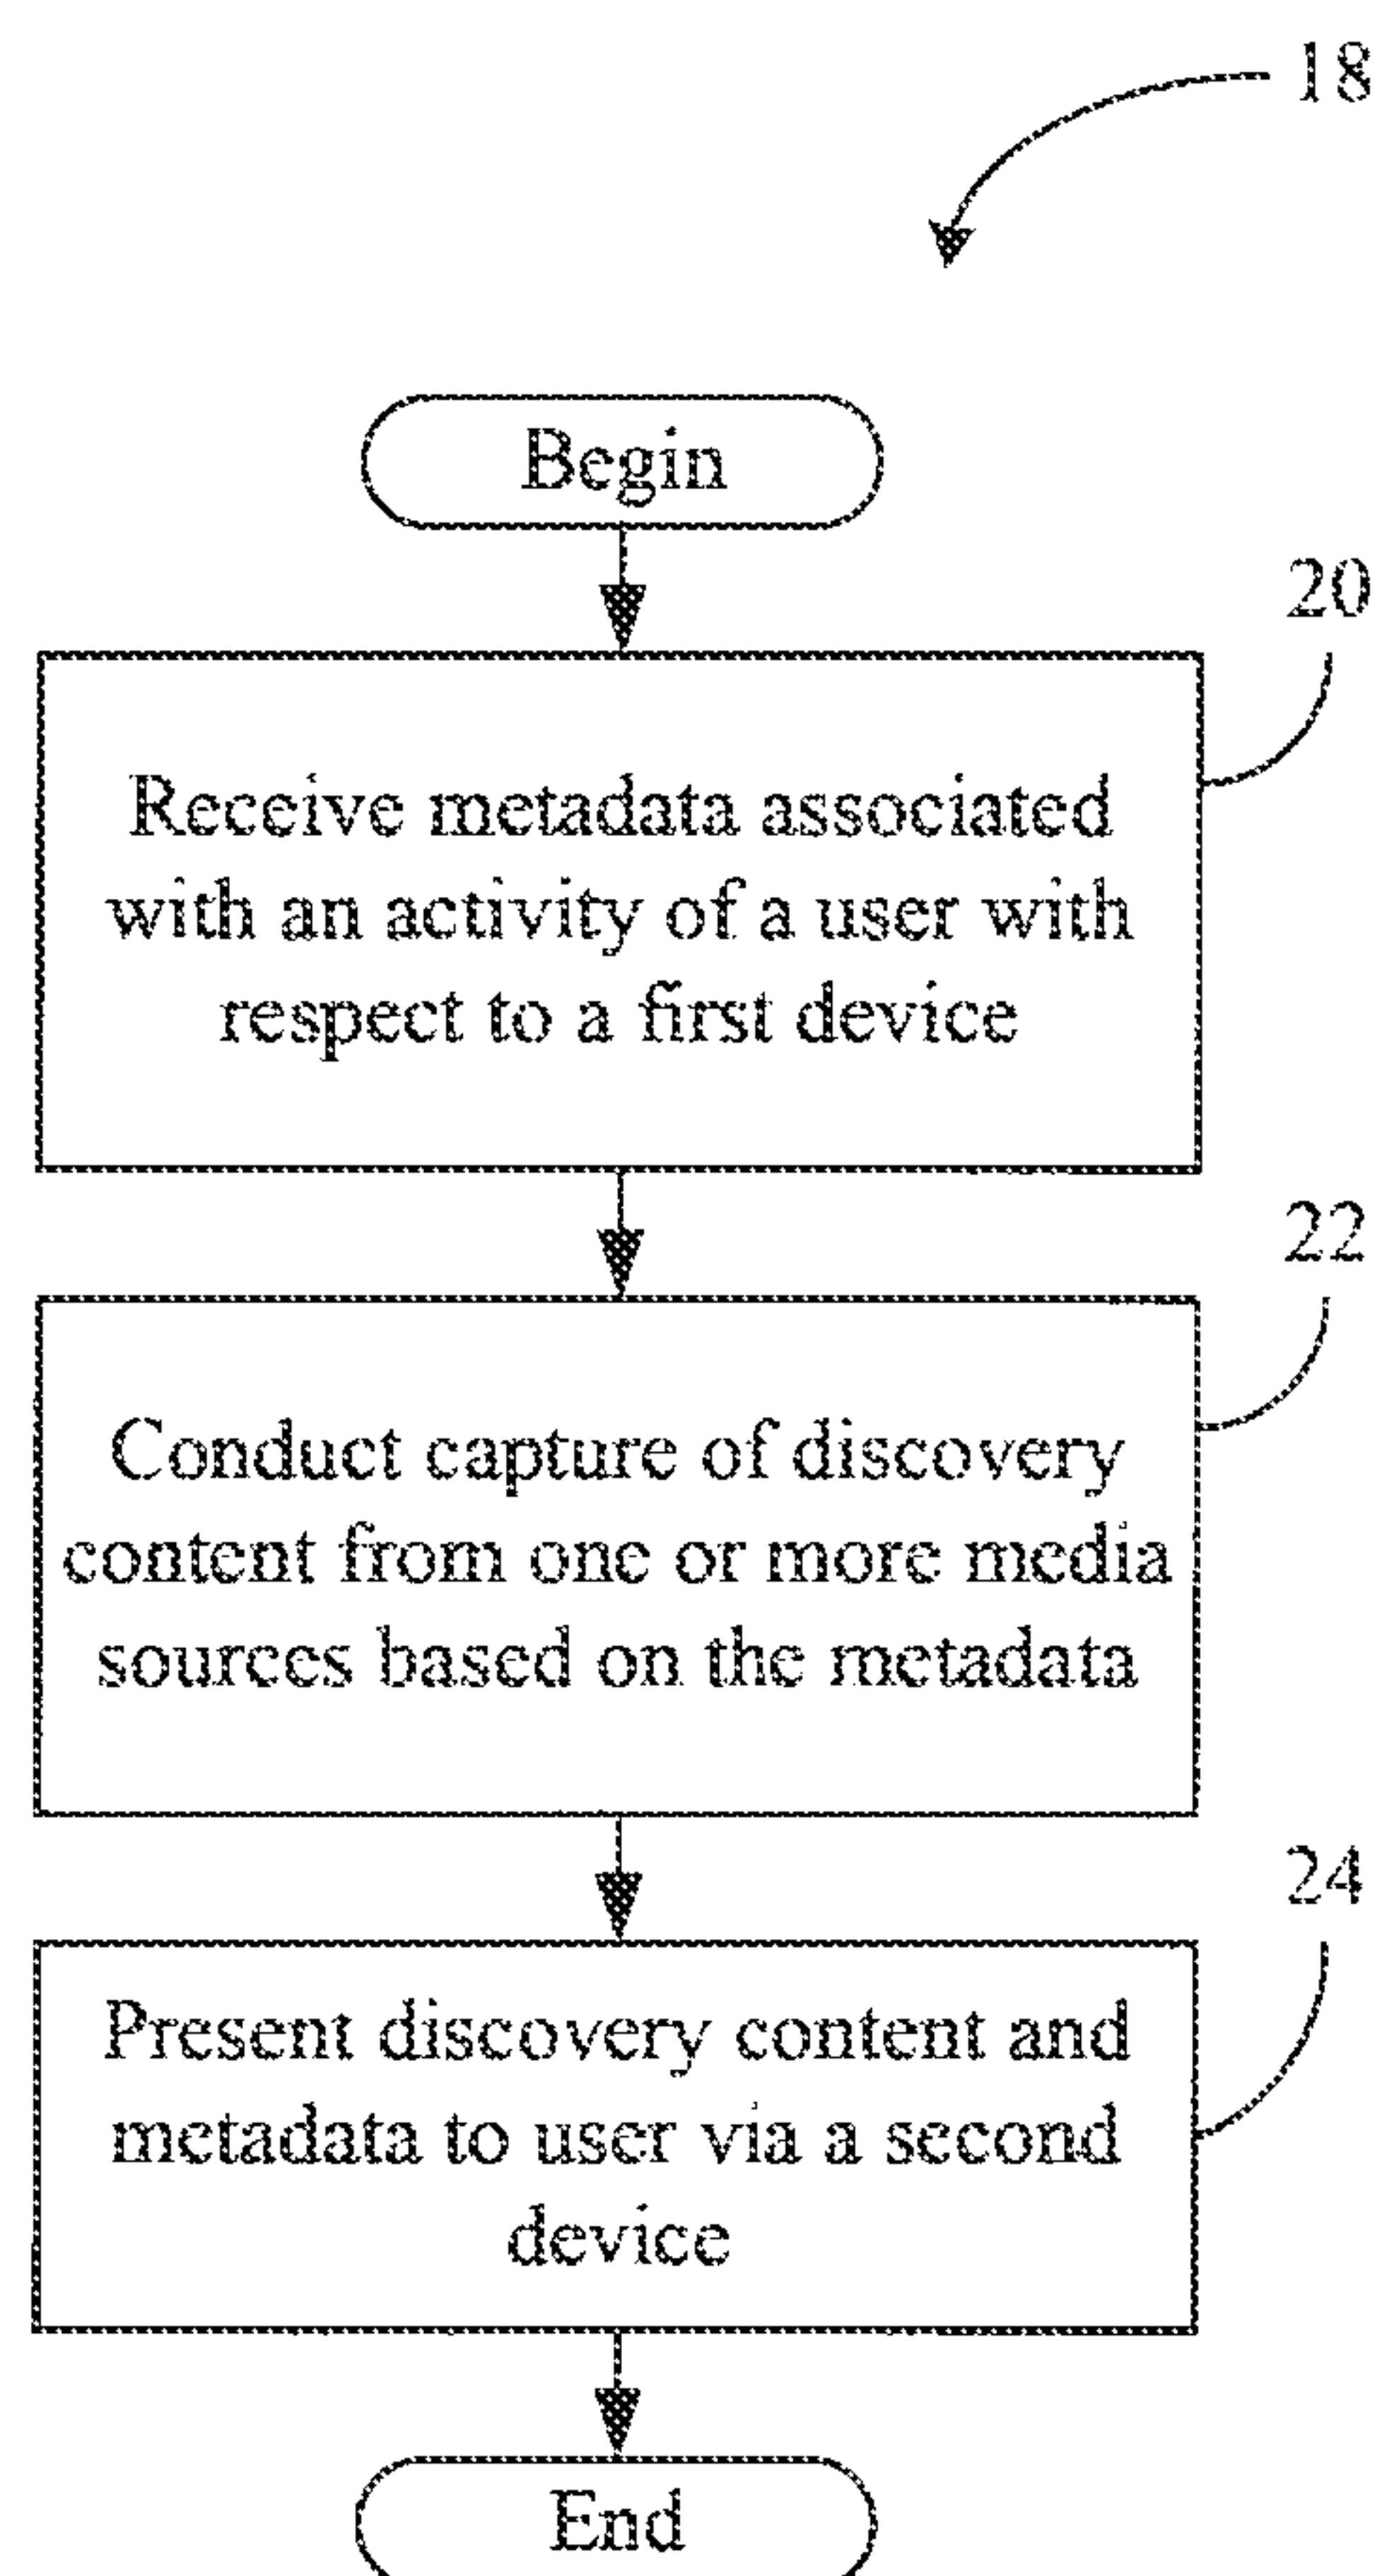 18
Begin
20
Receive metadata associated
with an activity of a user with
respect to a first device
22
Conduct capture of discovery
content from one or more media
sources based on the metadata
24
Present discovery content and
metadata to user via a second
device
End